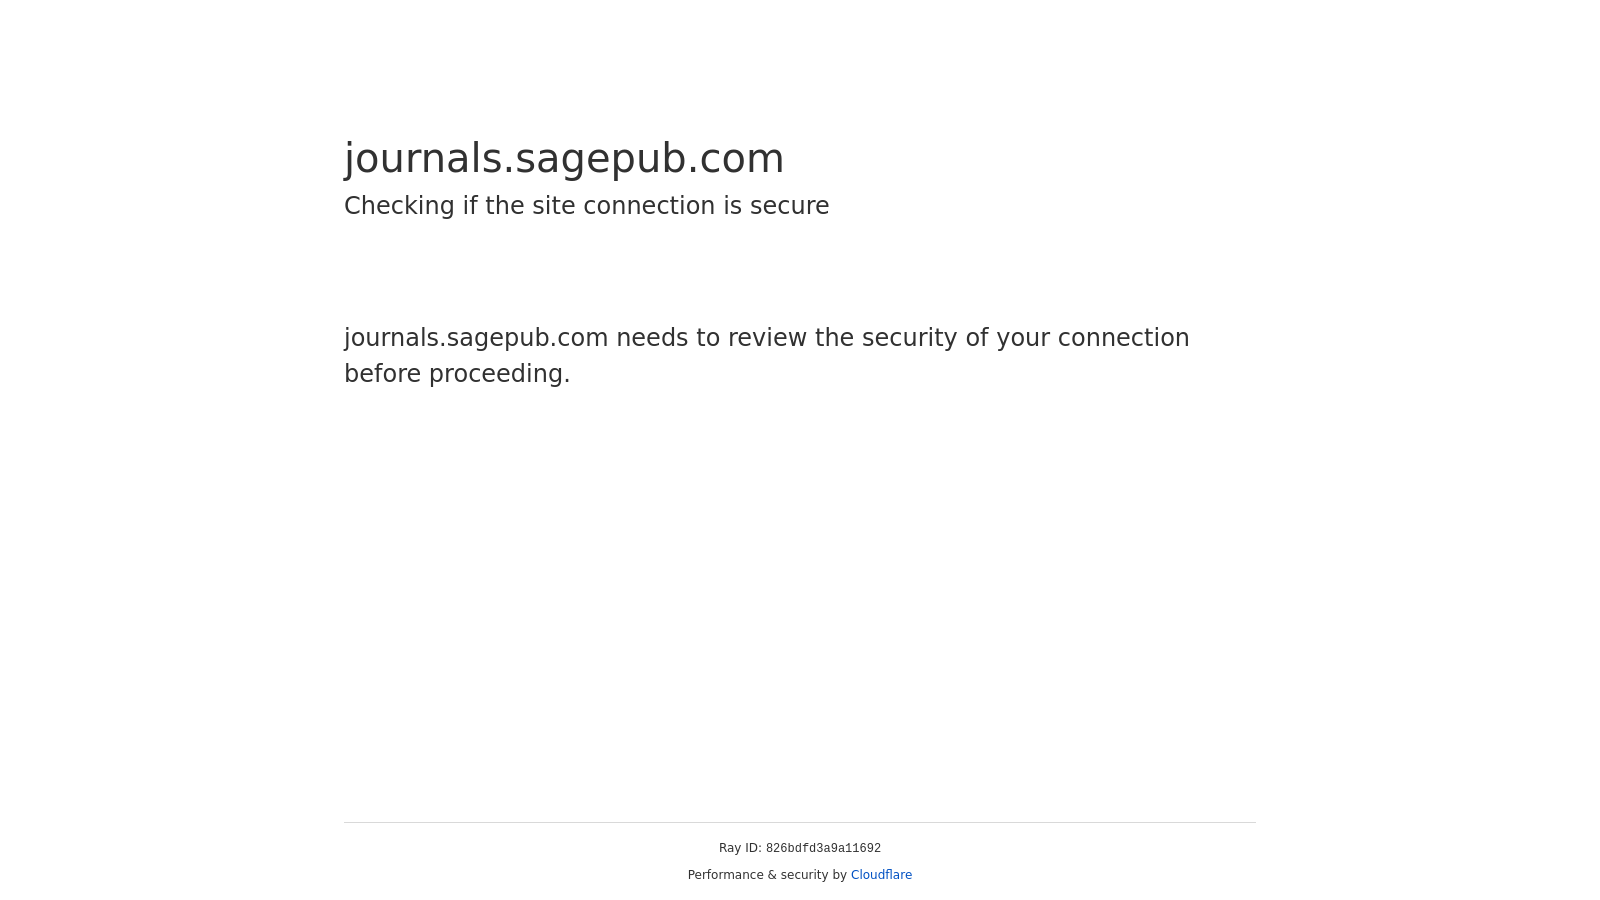 journals.sagepub.com
Checking if the site connection is secure
journals.sagepub.com needs to review the security of your connection
before proceeding.
Ray ID: 826bdfd3a9a11692
Performance & security by Cloudflare